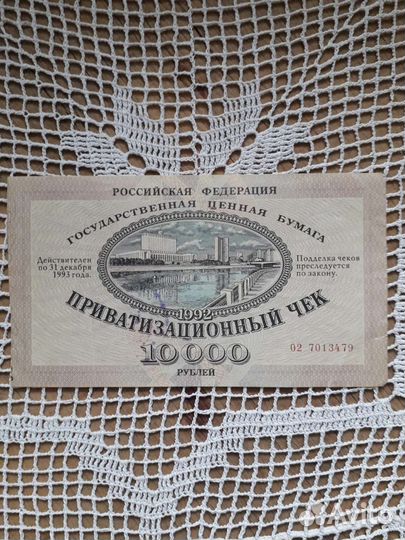 РОССИЙСКАЯ ФЕДЕРАЦИЯ
ГОСУДАРСТВЕННАЯ ЦЕННАЯ БУМАГА
Действителен
по 31 декабря
1993 года.
Подделка чеков
преследуется
по закону.
1992
ПРИВАТИЗАЦИОННЫЙ ЧЕК
10 000
РУБЛЕЙ
02 7013479
Avito